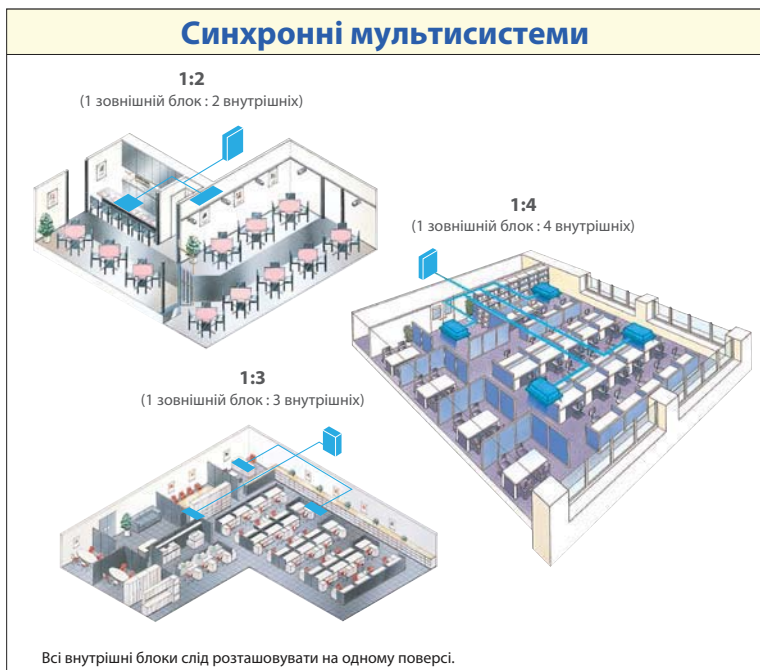 Синхронні мультисистеми
1:2
(1 зовнішній блок : 2 внутрішніх)
1:4
(1 зовнішній блок : 4 внутрішніх)
1:3
(1 зовнішній блок : 3 внутрішніх)
Всі внутрішні блоки слід розташовувати на одному поверсі.